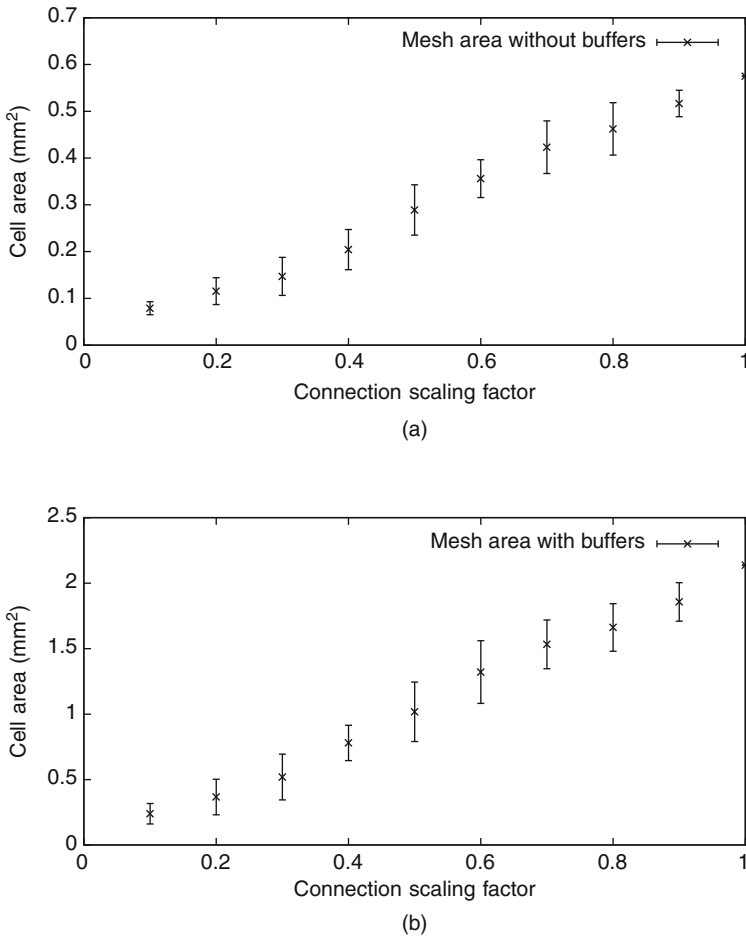 0.7
Mesh area without buffers
0.6
0.5
0.4
0.3
0.2
0.1
0
Cell area (mm²)
0 0.2 0.4 0.6 0.8 1
Connection scaling factor
(a)
2.5
Mesh area with buffers
2
1.5
1
0.5
0
Cell area (mm²)
0 0.2 0.4 0.6 0.8 1
Connection scaling factor
(b)